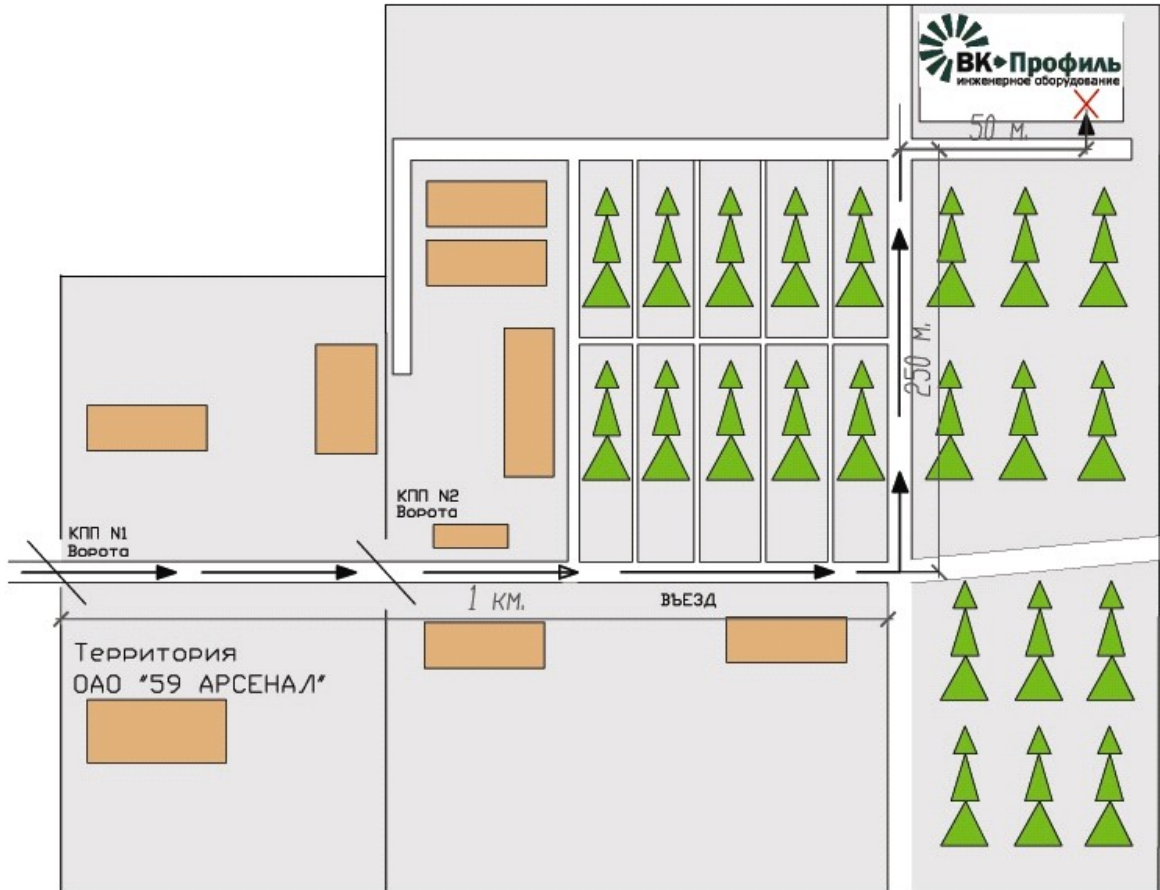 ВК Профиль
инженерное оборудование
50 м.
250 м.
КПП N2
Ворота
КПП N1
Ворота
1 км.
ВЪЕЗД
Территория
ОАО "59 АРСЕНАЛ"